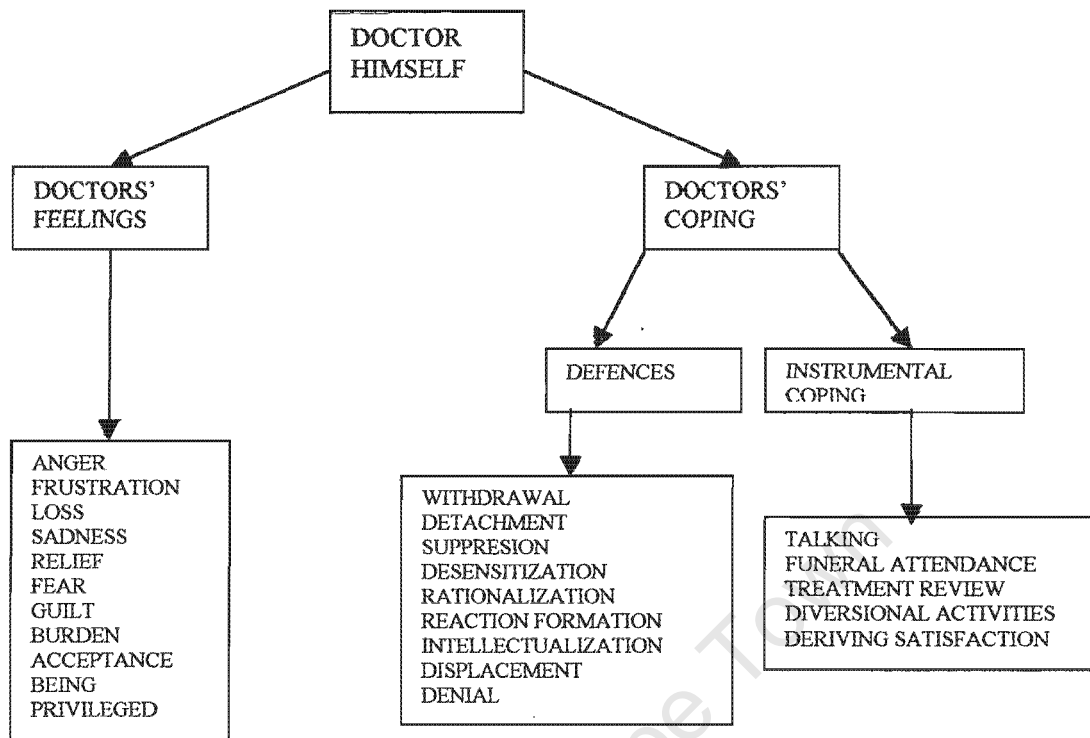 DOCTOR
HIMSELF
DOCTORS'
FEELINGS
DOCTORS'
COPING
DEFENCES
INSTRUMENTAL
COPING
ANGER
FRUSTRATION
LOSS
SADNESS
RELIEF
FEAR
GUILT
BURDEN
ACCEPTANCE
BEING
PRIVILEGED
WITHDRAWAL
DETACHMENT
SUPPRESION
DESENSITIZATION
RATIONALIZATION
REACTION FORMATION
INTELLECTUALIZATION
DISPLACEMENT
DENIAL
TALKING
FUNERAL ATTENDANCE
TREATMENT REVIEW
DIVERSIONAL ACTIVITIES
DERIVING SATISFACTION
Town